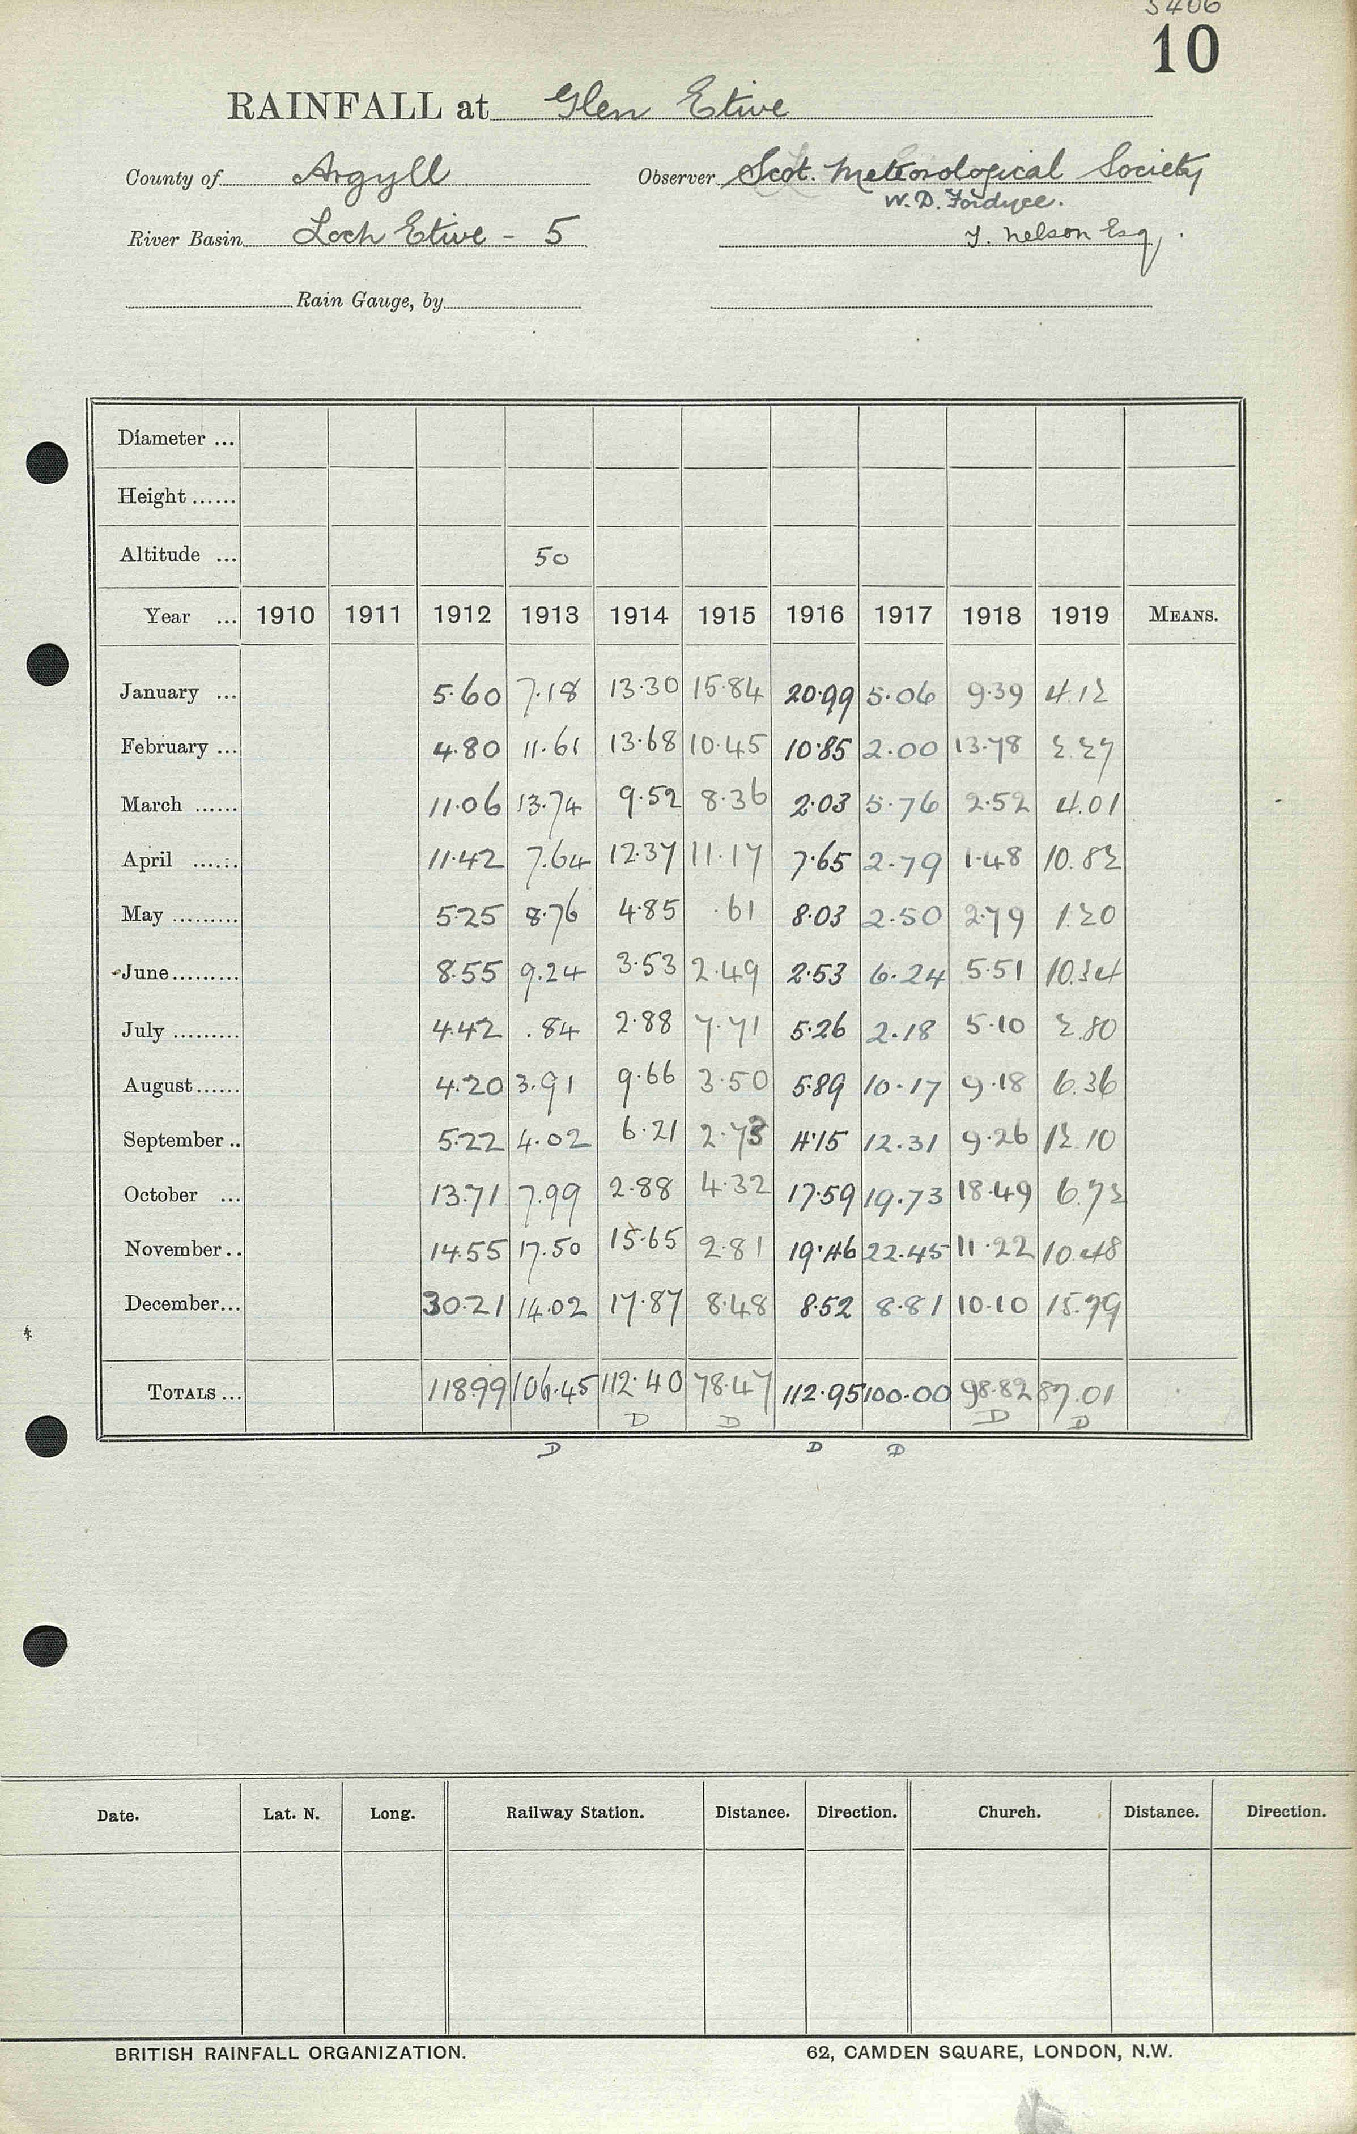 5406
10
RAINFALL at Glen Etive
County of Argyll Observer Scot. Meteorological Society
W. D. Fordyce.
River Basin Loch Etive - 5 T. Nelson Esq.
Rain Gauge, by
Diameter ...
Height ......
Altitude ... 50
Year ... 1910 1911 1912 1913 1914 1915 1916 1917 1918 1919 MEANS.
January ... 5.60 7.18 13.30 15.84 20.99 5.06 9.39 4.12
February ... 4.80 11.61 13.68 10.45 10.85 2.00 13.78 2.27
March ...... 11.06 13.74 9.52 8.36 2.03 5.76 2.52 4.01
April ...... 11.42 7.64 12.37 11.17 7.65 2.79 1.48 10.82
May ......... 5.25 8.76 4.85 .61 8.03 2.50 2.79 1.20
June......... 8.55 9.24 3.53 2.49 2.53 6.24 5.51 10.34
July ......... 4.42 .84 2.88 7.71 5.26 2.18 5.10 2.80
August...... 4.20 3.91 9.66 3.50 5.89 10.17 9.18 6.36
September .. 5.22 4.02 6.21 2.73 4.15 12.31 9.26 12.10
October ... 13.71 7.99 2.88 4.32 17.59 19.73 18.49 6.72
November .. 14.55 17.50 15.65 2.81 19.46 22.45 11.22 10.48
December... 30.21 14.02 17.87 8.48 8.52 8.81 10.10 15.79
TOTALS ... 118.99 106.45 112.40 78.47 112.95 100.00 98.82 87.01
D D D D
D D D
Date. Lat. N. Long. Railway Station. Distance. Direction. Church. Distance. Direction.
BRITISH RAINFALL ORGANIZATION. 62, CAMDEN SQUARE, LONDON, N.W.